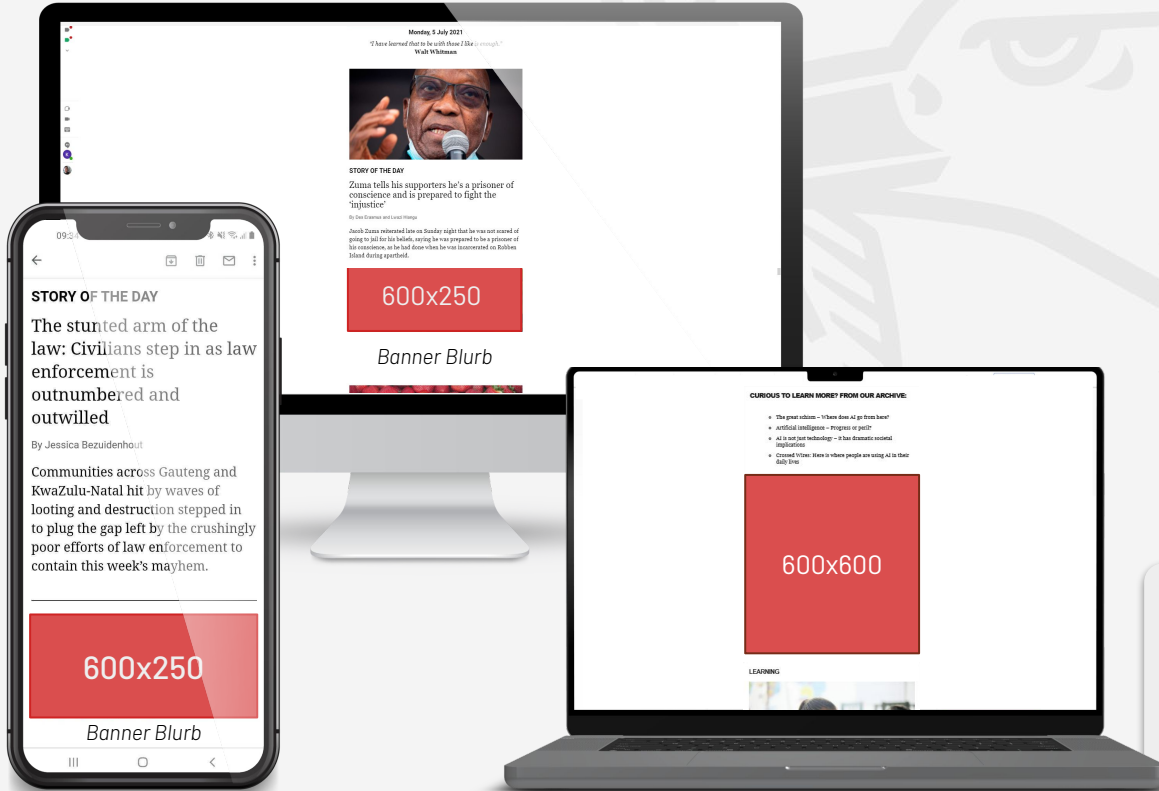 Monday, 5 July 2021
"I have learned that to be with those I like is enough."
Walt Whitman
STORY OF THE DAY
Zuma tells his supporters he's a prisoner of
conscience and is prepared to fight the
'injustice'
By Des Erasmus and Lwazi Hlangu
Jacob Zuma reiterated late on Sunday night that he was not scared of
going to jail for his beliefs, saying he was prepared to be a prisoner of
his conscience, as he had done when he was incarcerated on Robben
Island during apartheid.
600x250
Banner Blurb
STORY OF THE DAY
The stunted arm of the
law: Civilians step in as law
enforcement is
outnumbered and
outwilled
By Jessica Bezuidenhout
Communities across Gauteng and
KwaZulu-Natal hit by waves of
looting and destruction stepped in
to plug the gap left by the crushingly
poor efforts of law enforcement to
contain this week's mayhem.
600x250
Banner Blurb
CURIOUS TO LEARN MORE? FROM OUR ARCHIVE:
The great schism – Where does AI go from here?
Artificial intelligence – Progress or peril?
AI is not just technology – it has dramatic societal
implications
Crossed Wires: Here is where people are using AI in their
daily lives
600x600
LEARNING